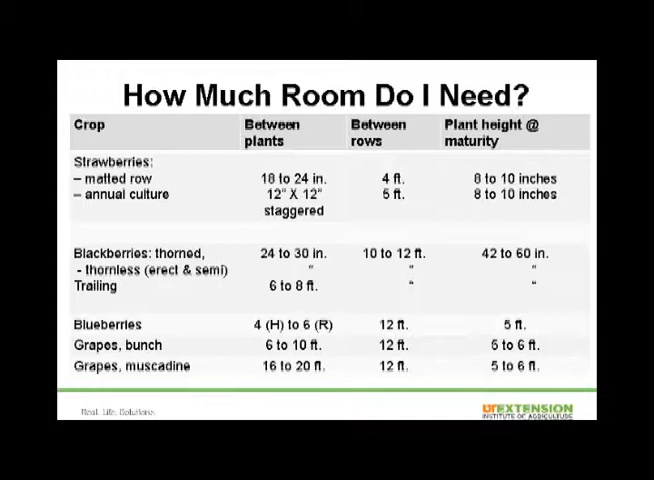 How Much Room Do I Need?
Crop Between plants Between rows Plant height @ maturity
Strawberries:
– matted row 18 to 24 in. 4 ft. 8 to 10 inches
– annual culture 12" X 12" staggered 5 ft. 8 to 10 inches
Blackberries: thorned, 24 to 30 in. 10 to 12 ft. 42 to 60 in.
- thornless (erect & semi) " " "
Trailing 6 to 8 ft. " "
Blueberries 4 (H) to 6 (R) 12 ft. 5 ft.
Grapes, bunch 6 to 10 ft. 12 ft. 5 to 6 ft.
Grapes, muscadine 16 to 20 ft. 12 ft. 5 to 6 ft.
Real. Life. Solutions.
UTEXTENSION
INSTITUTE OF AGRICULTURE